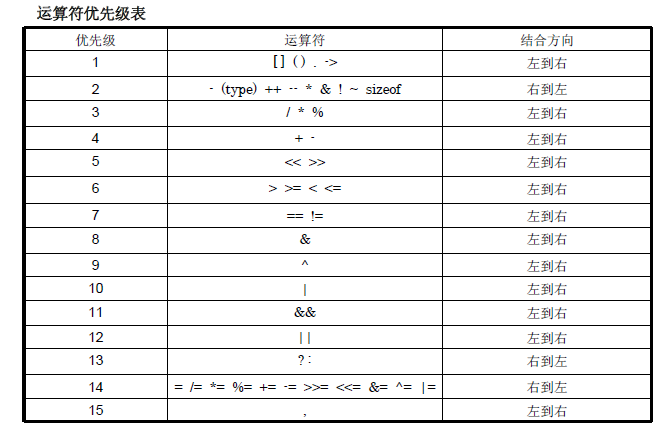 运算符优先级表
优先级 运算符 结合方向
1 [ ] ( ) . -> 左到右
2 - (type) ++ -- * & ! ~ sizeof 右到左
3 / * % 左到右
4 + - 左到右
5 << >> 左到右
6 > >= < <= 左到右
7 == != 左到右
8 & 左到右
9 ^ 左到右
10 | 左到右
11 && 左到右
12 || 左到右
13 ? : 右到左
14 = /= *= %= += -= >>= <<= &= ^= |= 右到左
15 , 左到右